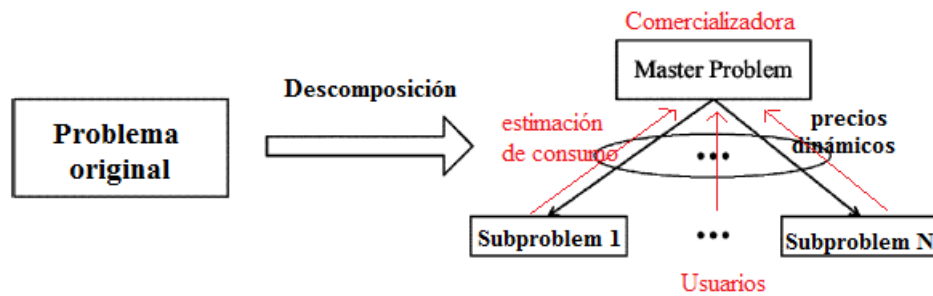 Comercializadora
Master Problem
Descomposición
Problema
original
estimación
de consumo
precios
dinámicos
•••
Subproblem 1
•••
Subproblem N
Usuarios